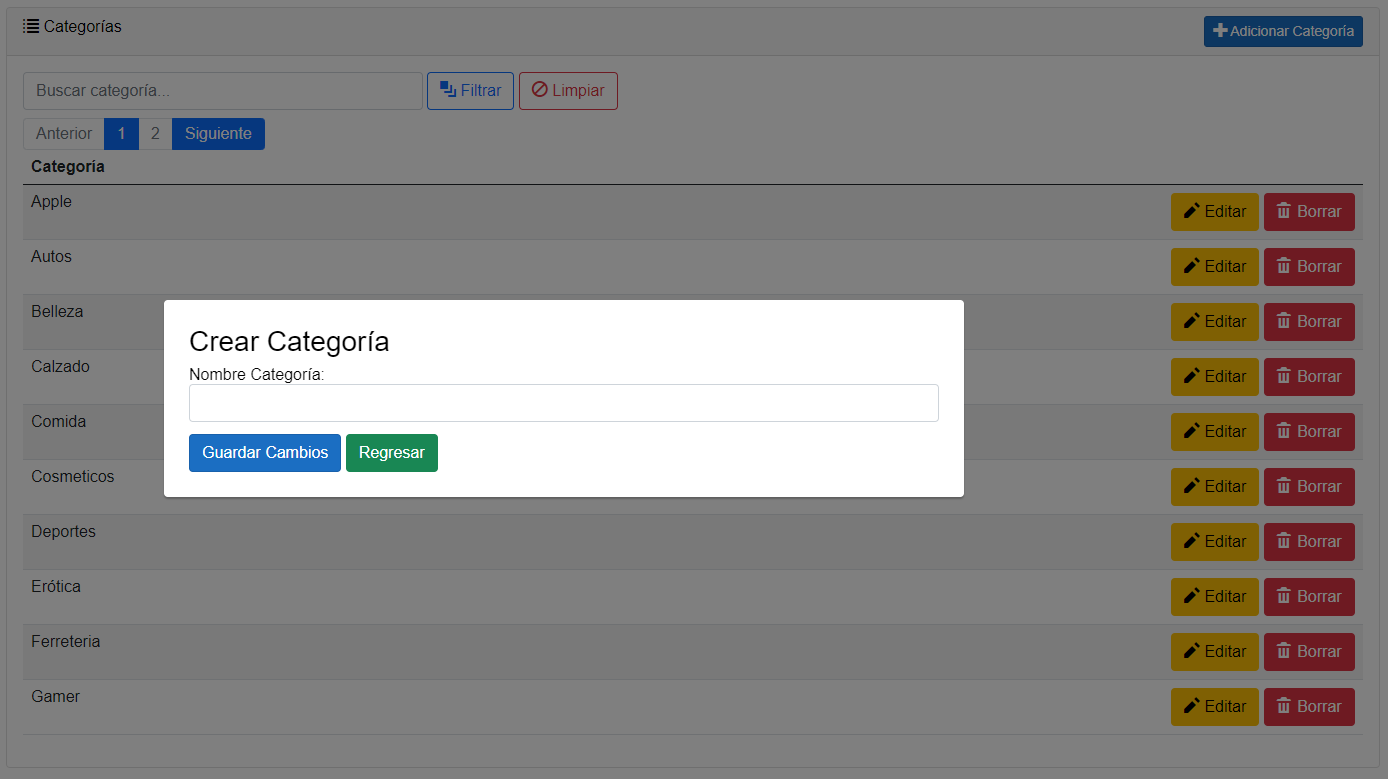 Categorías
Adicionar Categoría
Buscar categoría...
Filtrar
Limpiar
Anterior 1 2 Siguiente
Categoría
Apple Editar Borrar
Autos Editar Borrar
Belleza Editar Borrar
Calzado Editar Borrar
Comida Editar Borrar
Cosmeticos Editar Borrar
Deportes Editar Borrar
Erótica Editar Borrar
Ferreteria Editar Borrar
Gamer Editar Borrar
Crear Categoría
Nombre Categoría:
Guardar Cambios Regresar